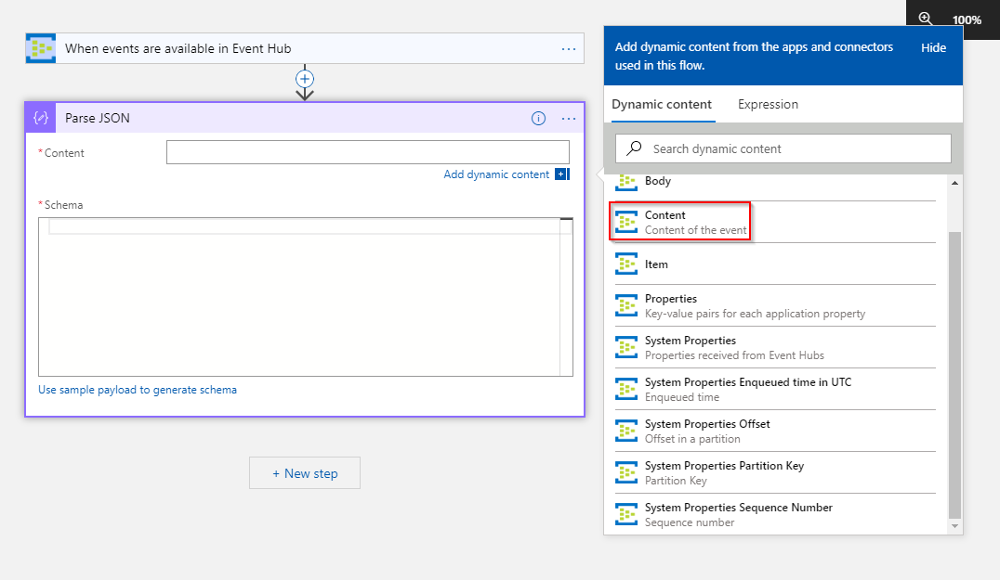 100%
When events are available in Event Hub
Parse JSON
* Content
Add dynamic content
* Schema
Use sample payload to generate schema
+ New step
Add dynamic content from the apps and connectors
used in this flow.
Hide
Dynamic content
Expression
Search dynamic content
Body
Content
Content of the event
Item
Properties
Key-value pairs for each application property
System Properties
Properties received from Event Hubs
System Properties Enqueued time in UTC
Enqueued time
System Properties Offset
Offset in a partition
System Properties Partition Key
Partition Key
System Properties Sequence Number
Sequence number